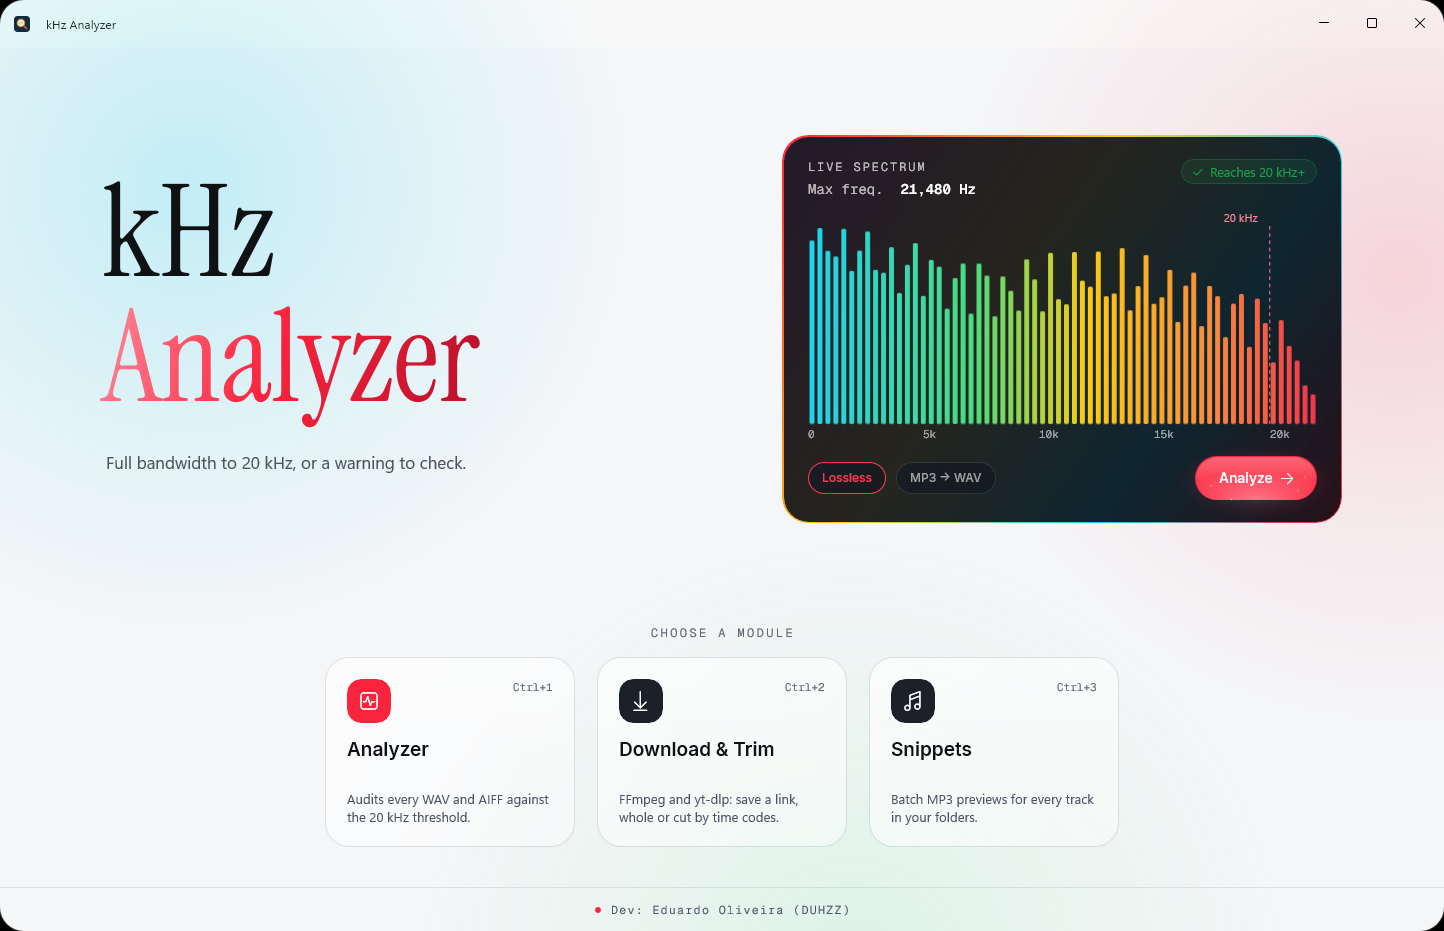 kHz Analyzer
kHz
Analyzer
Full bandwidth to 20 kHz, or a warning to check.
LIVE SPECTRUM
Max freq. 21,480 Hz
✓ Reaches 20 kHz+
20 kHz
0 5k 10k 15k 20k
Lossless
MP3 → WAV
Analyze →
CHOOSE A MODULE
Ctrl+1
Analyzer
Audits every WAV and AIFF against
the 20 kHz threshold.
Ctrl+2
Download & Trim
FFmpeg and yt-dlp: save a link,
whole or cut by time codes.
Ctrl+3
Snippets
Batch MP3 previews for every track
in your folders.
Dev: Eduardo Oliveira (DUHZZ)